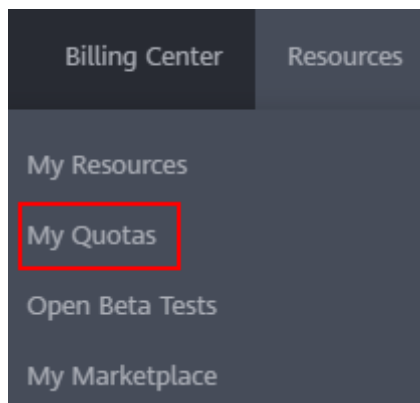 Billing Center Resources
My Resources
My Quotas
Open Beta Tests
My Marketplace